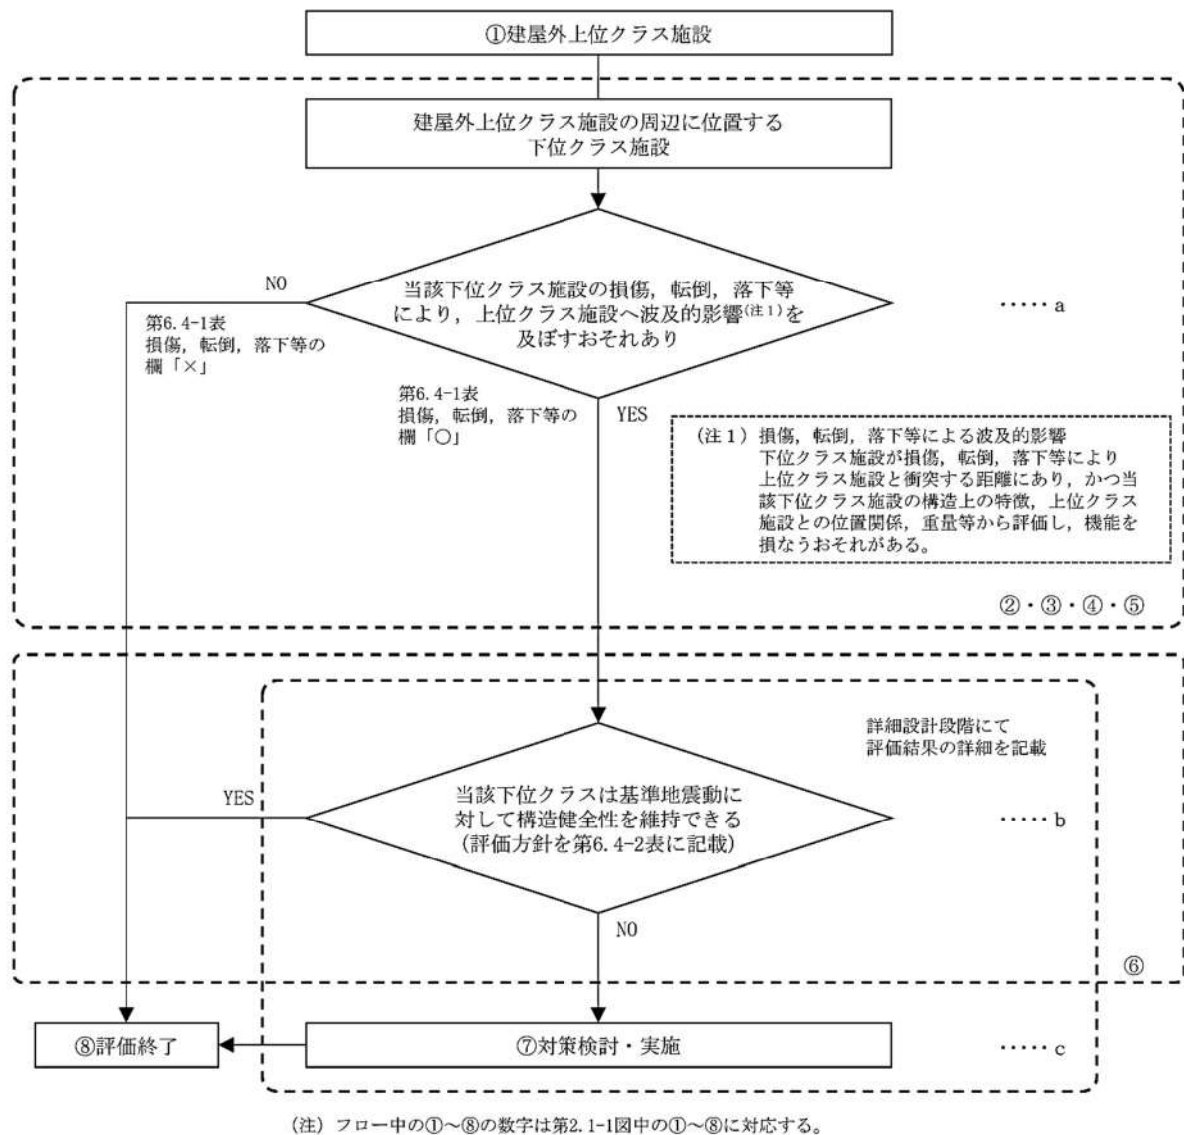 ①建屋外上位クラス施設
建屋外上位クラス施設の周辺に位置する
下位クラス施設
当該下位クラス施設の損傷，転倒，落下等
により，上位クラス施設へ波及的影響(注１)を
及ぼすおそれあり
NO
‥‥‥a
第6.4-1表
損傷，転倒，落下等の
欄「×」
第6.4-1表
損傷，転倒，落下等の
欄「○」
YES
(注１) 損傷，転倒，落下等による波及的影響
下位クラス施設が損傷，転倒，落下等により
上位クラス施設と衝突する距離にあり，かつ当
該下位クラス施設の構造上の特徴，上位クラス
施設との位置関係，重量等から評価し，機能を
損なうおそれがある。
②・③・④・⑤
詳細設計段階にて
評価結果の詳細を記載
YES
当該下位クラスは基準地震動に
対して構造健全性を維持できる
(評価方針を第6.4-2表に記載)
‥‥‥b
NO
⑥
⑧評価終了
⑦対策検討・実施
‥‥‥c
(注) フロー中の①～⑧の数字は第2.1-1図中の①～⑧に対応する。